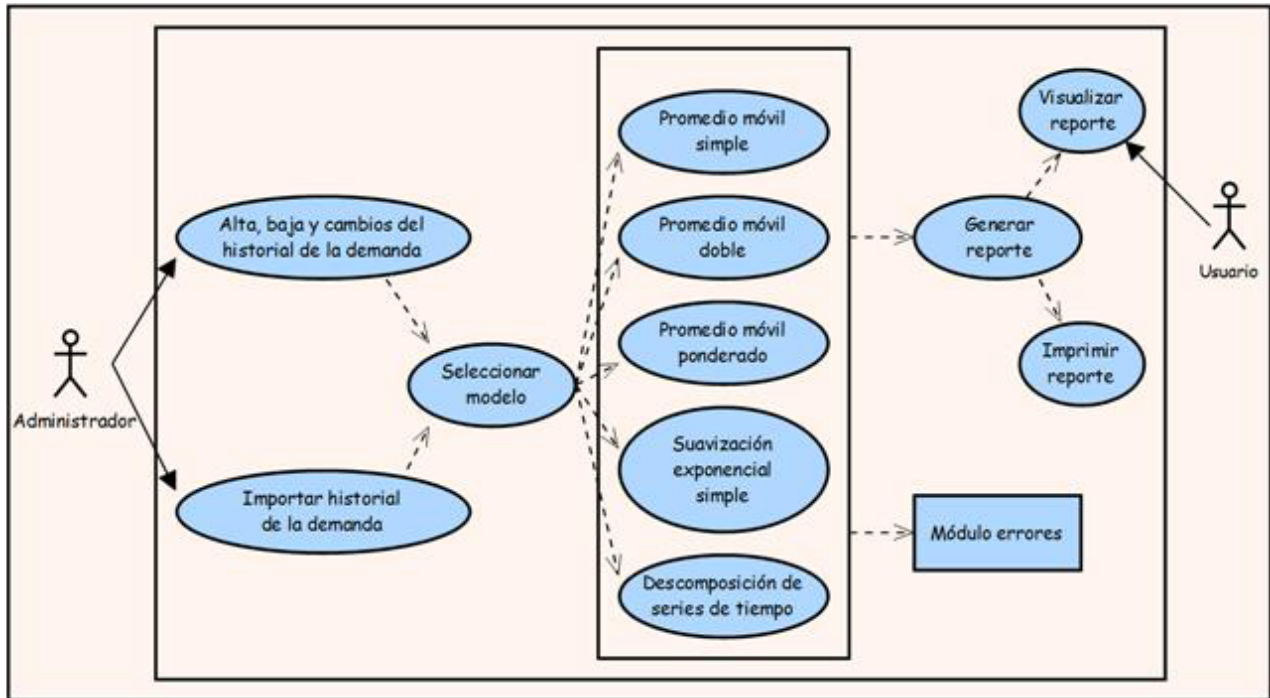 Administrador
Alta, baja y cambios del
historial de la demanda
Importar historial
de la demanda
Seleccionar
modelo
Promedio móvil
simple
Promedio móvil
doble
Promedio móvil
ponderado
Suavización
exponencial
simple
Descomposición de
series de tiempo
Generar
reporte
Visualizar
reporte
Imprimir
reporte
Módulo errores
Usuario